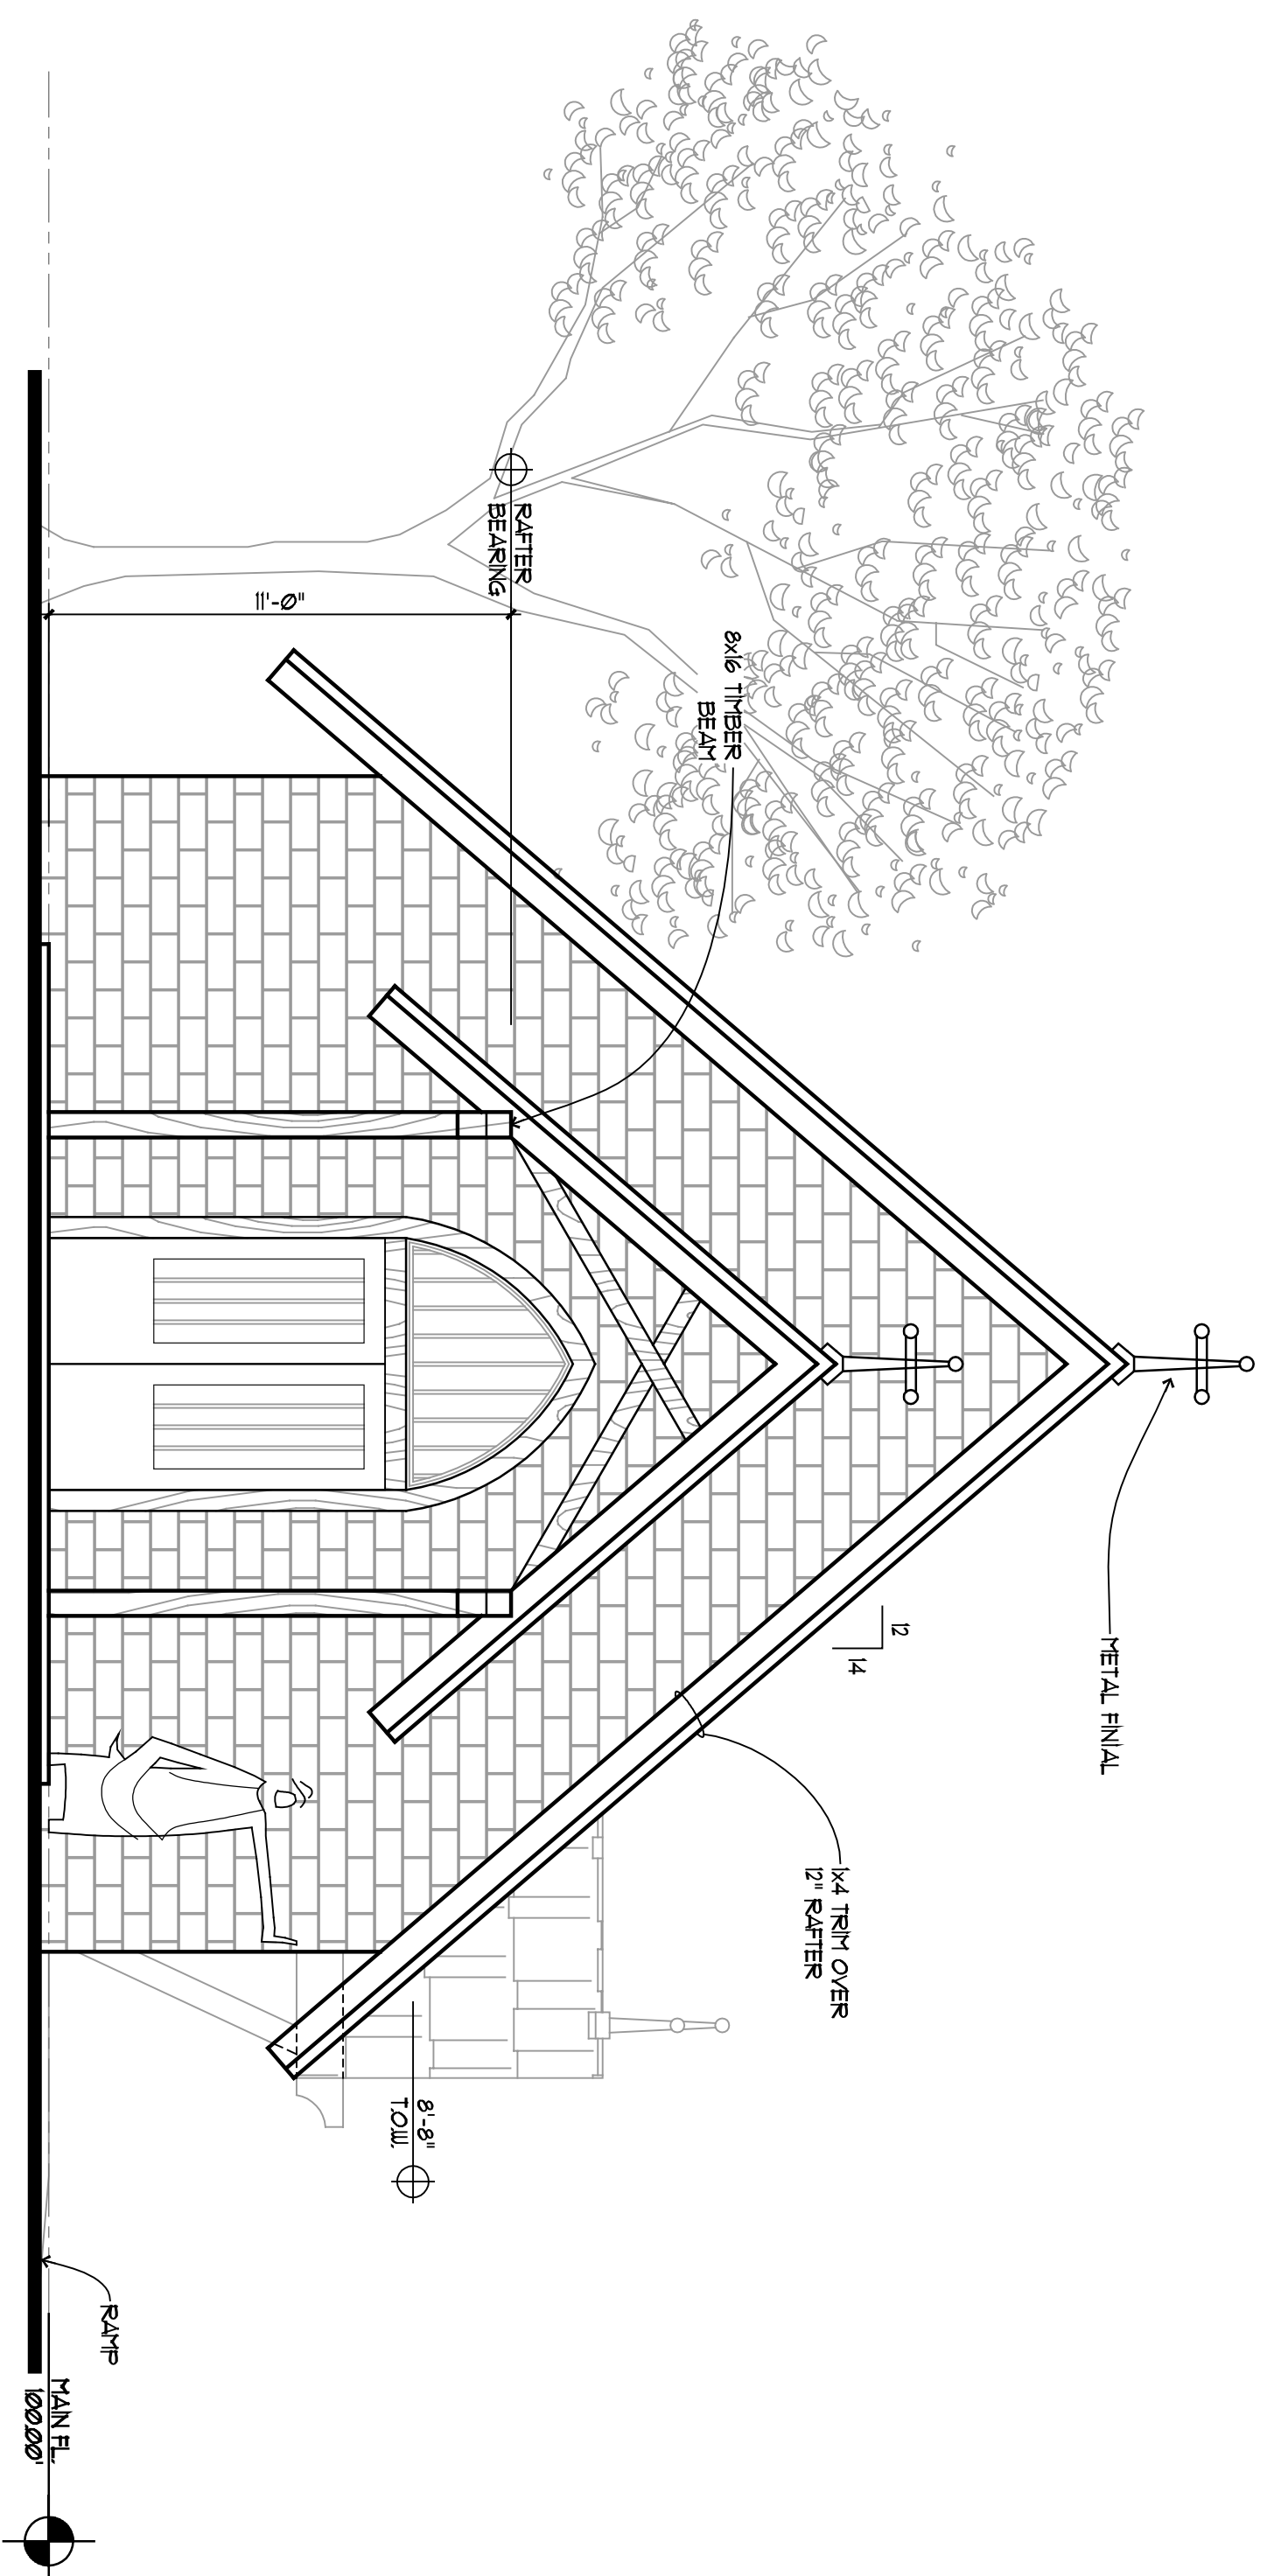 METAL FINIAL
8x16 TIMBER
BEAM
12
14
1x4 TRIM OVER
12" RAFTER
RAFTER
BEARING
11'-0"
8'-8"
T.O.W.
RAMP
MAIN FL.
100.00'